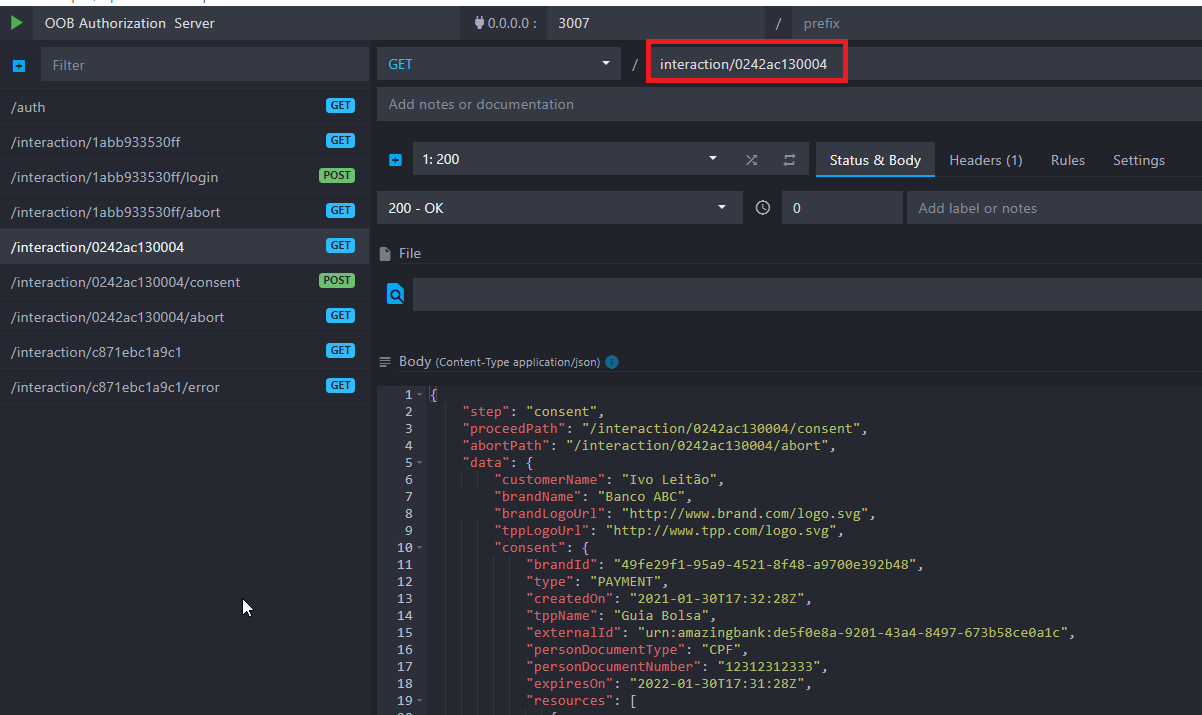 OOB Authorization Server
0.0.0.0 :
3007
/
prefix
Filter
/auth
GET
/interaction/1abb933530ff
GET
/interaction/1abb933530ff/login
POST
/interaction/1abb933530ff/abort
GET
/interaction/0242ac130004
GET
/interaction/0242ac130004/consent
POST
/interaction/0242ac130004/abort
GET
/interaction/c871ebc1a9c1
GET
/interaction/c871ebc1a9c1/error
GET
GET
/
interaction/0242ac130004
Add notes or documentation
1: 200
Status & Body
Headers (1)
Rules
Settings
200 - OK
0
Add label or notes
File
Body (Content-Type application/json)
1 {
2 "step": "consent",
3 "proceedPath": "/interaction/0242ac130004/consent",
4 "abortPath": "/interaction/0242ac130004/abort",
5 "data": {
6 "customerName": "Ivo Leitão",
7 "brandName": "Banco ABC",
8 "brandLogoUrl": "http://www.brand.com/logo.svg",
9 "tppLogoUrl": "http://www.tpp.com/logo.svg",
10 "consent": {
11 "brandId": "49fe29f1-95a9-4521-8f48-a9700e392b48",
12 "type": "PAYMENT",
13 "createdOn": "2021-01-30T17:32:28Z",
14 "tppName": "Guia Bolsa",
15 "externalId": "urn:amazingbank:de5f0e8a-9201-43a4-8497-673b58ce0a1c",
16 "personDocumentType": "CPF",
17 "personDocumentNumber": "12312312333",
18 "expiresOn": "2022-01-30T17:31:28Z",
19 "resources": [